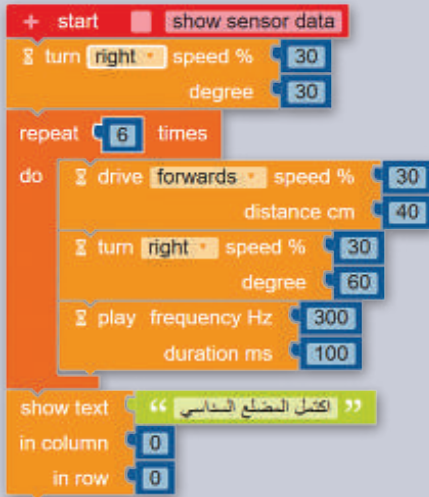 + start show sensor data
turn right speed % 30
degree 30
repeat 6 times
do drive forwards speed % 30
distance cm 40
turn right speed % 30
degree 60
play frequency Hz 300
duration ms 100
show text “ اكتمل المضلع السداسي ”
in column 0
in row 0